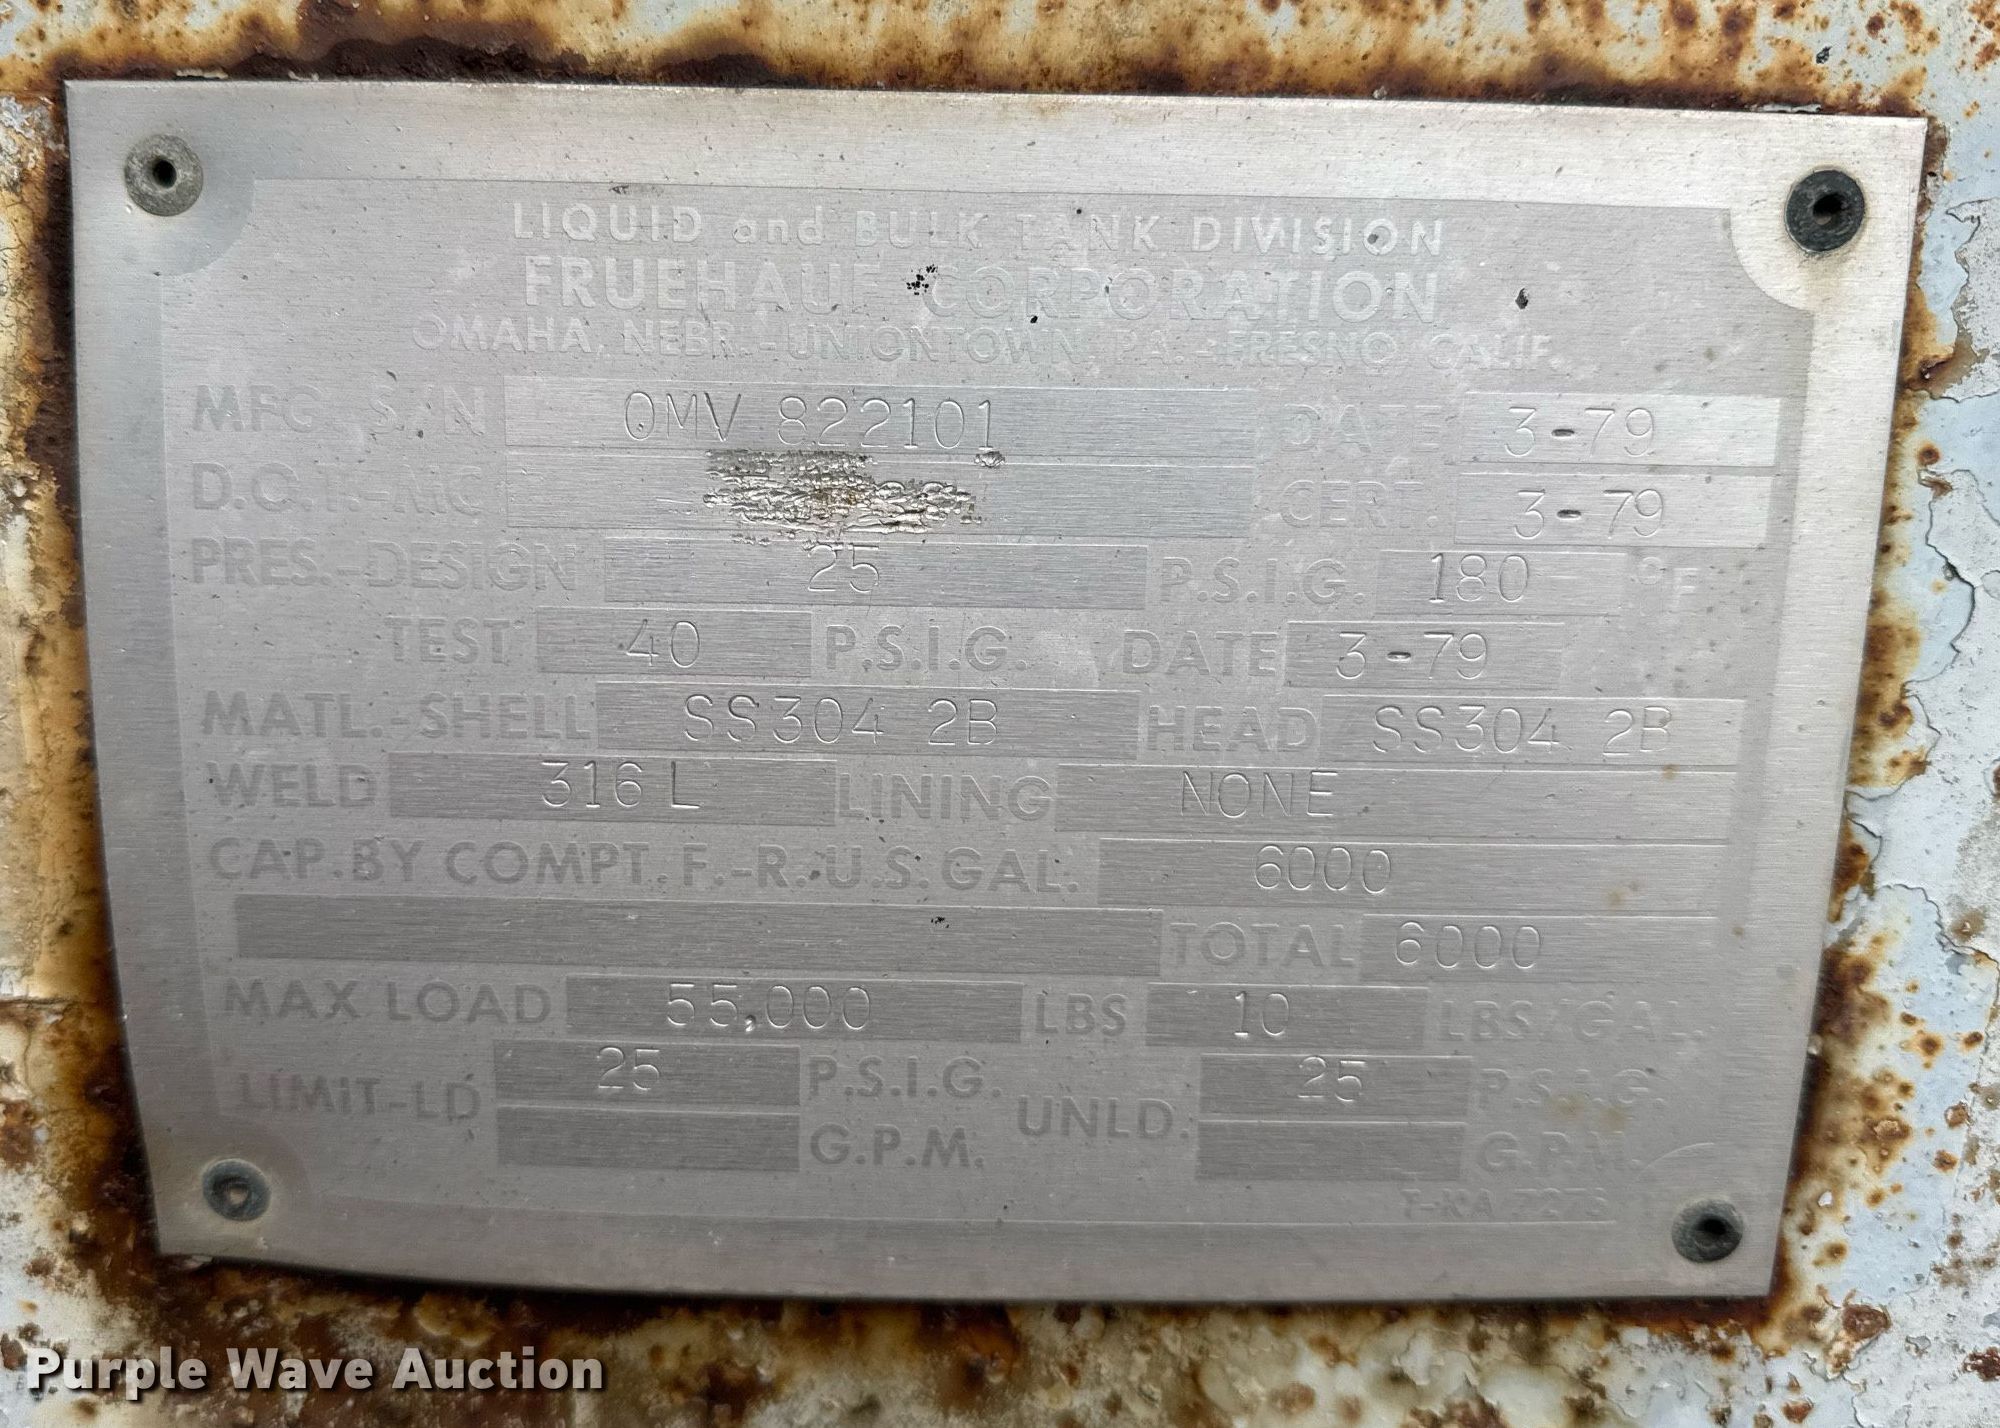 LIQUID and BULK TANK DIVISION
FRUEHAUF CORPORATION
OMAHA, NEBR.-UNIONTOWN, PA.-FRESNO, CALIF.
MFG. S/N OMV 822101 DATE 3-79
D.O.T.-MC CERT. 3-79
PRES.-DESIGN 25 P.S.I.G. 180 °F
TEST 40 P.S.I.G. DATE 3-79
MATL.-SHELL SS304 2B HEAD SS304 2B
WELD 316L LINING NONE
CAP. BY COMPT. F.-R. U.S. GAL. 6000
TOTAL 6000
MAX LOAD 55,000 LBS 10 LBS/GAL.
LIMIT-LD 25 P.S.I.G. UNLD. 25 P.S.I.G.
G.P.M. G.P.M.
Purple Wave Auction